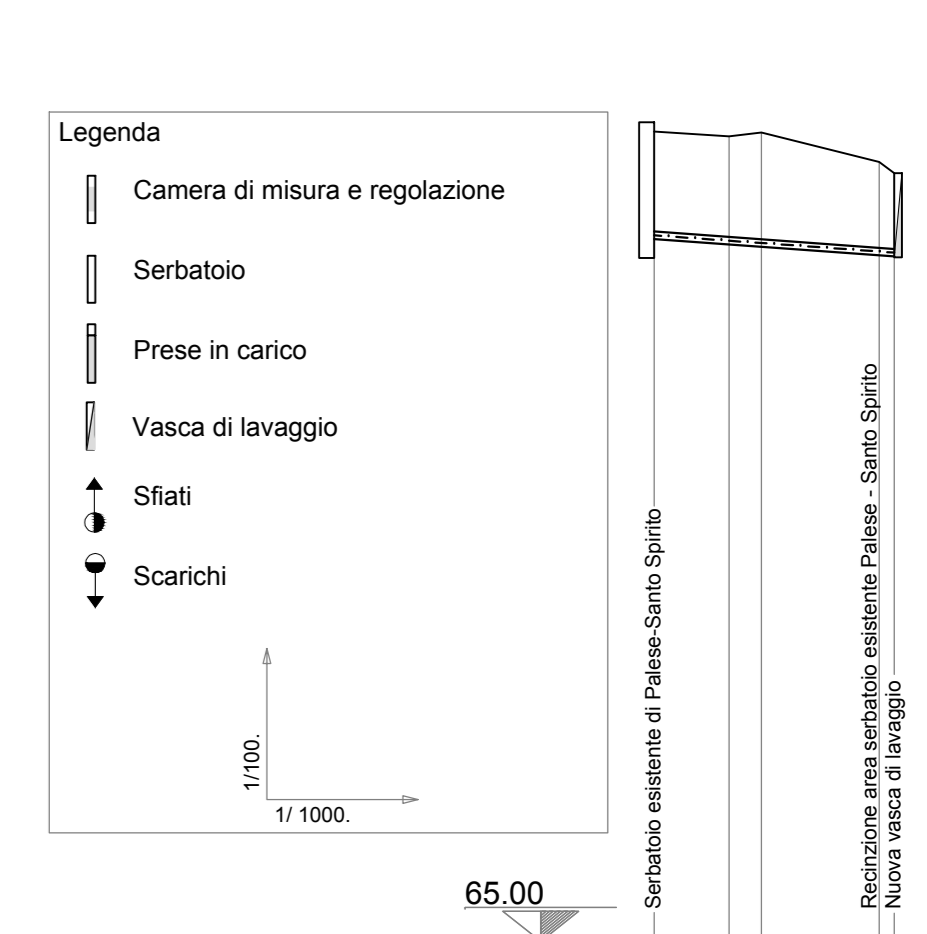 Legenda
Camera di misura e regolazione
Serbatoio
Prese in carico
Vasca di lavaggio
Sfiati
Scarichi
1/100.
1/ 1000.
65.00
Serbatoio esistente di Palese-Santo Spirito
Recinzione area serbatoio esistente Palese - Santo Spirito
Nuova vasca di lavaggio